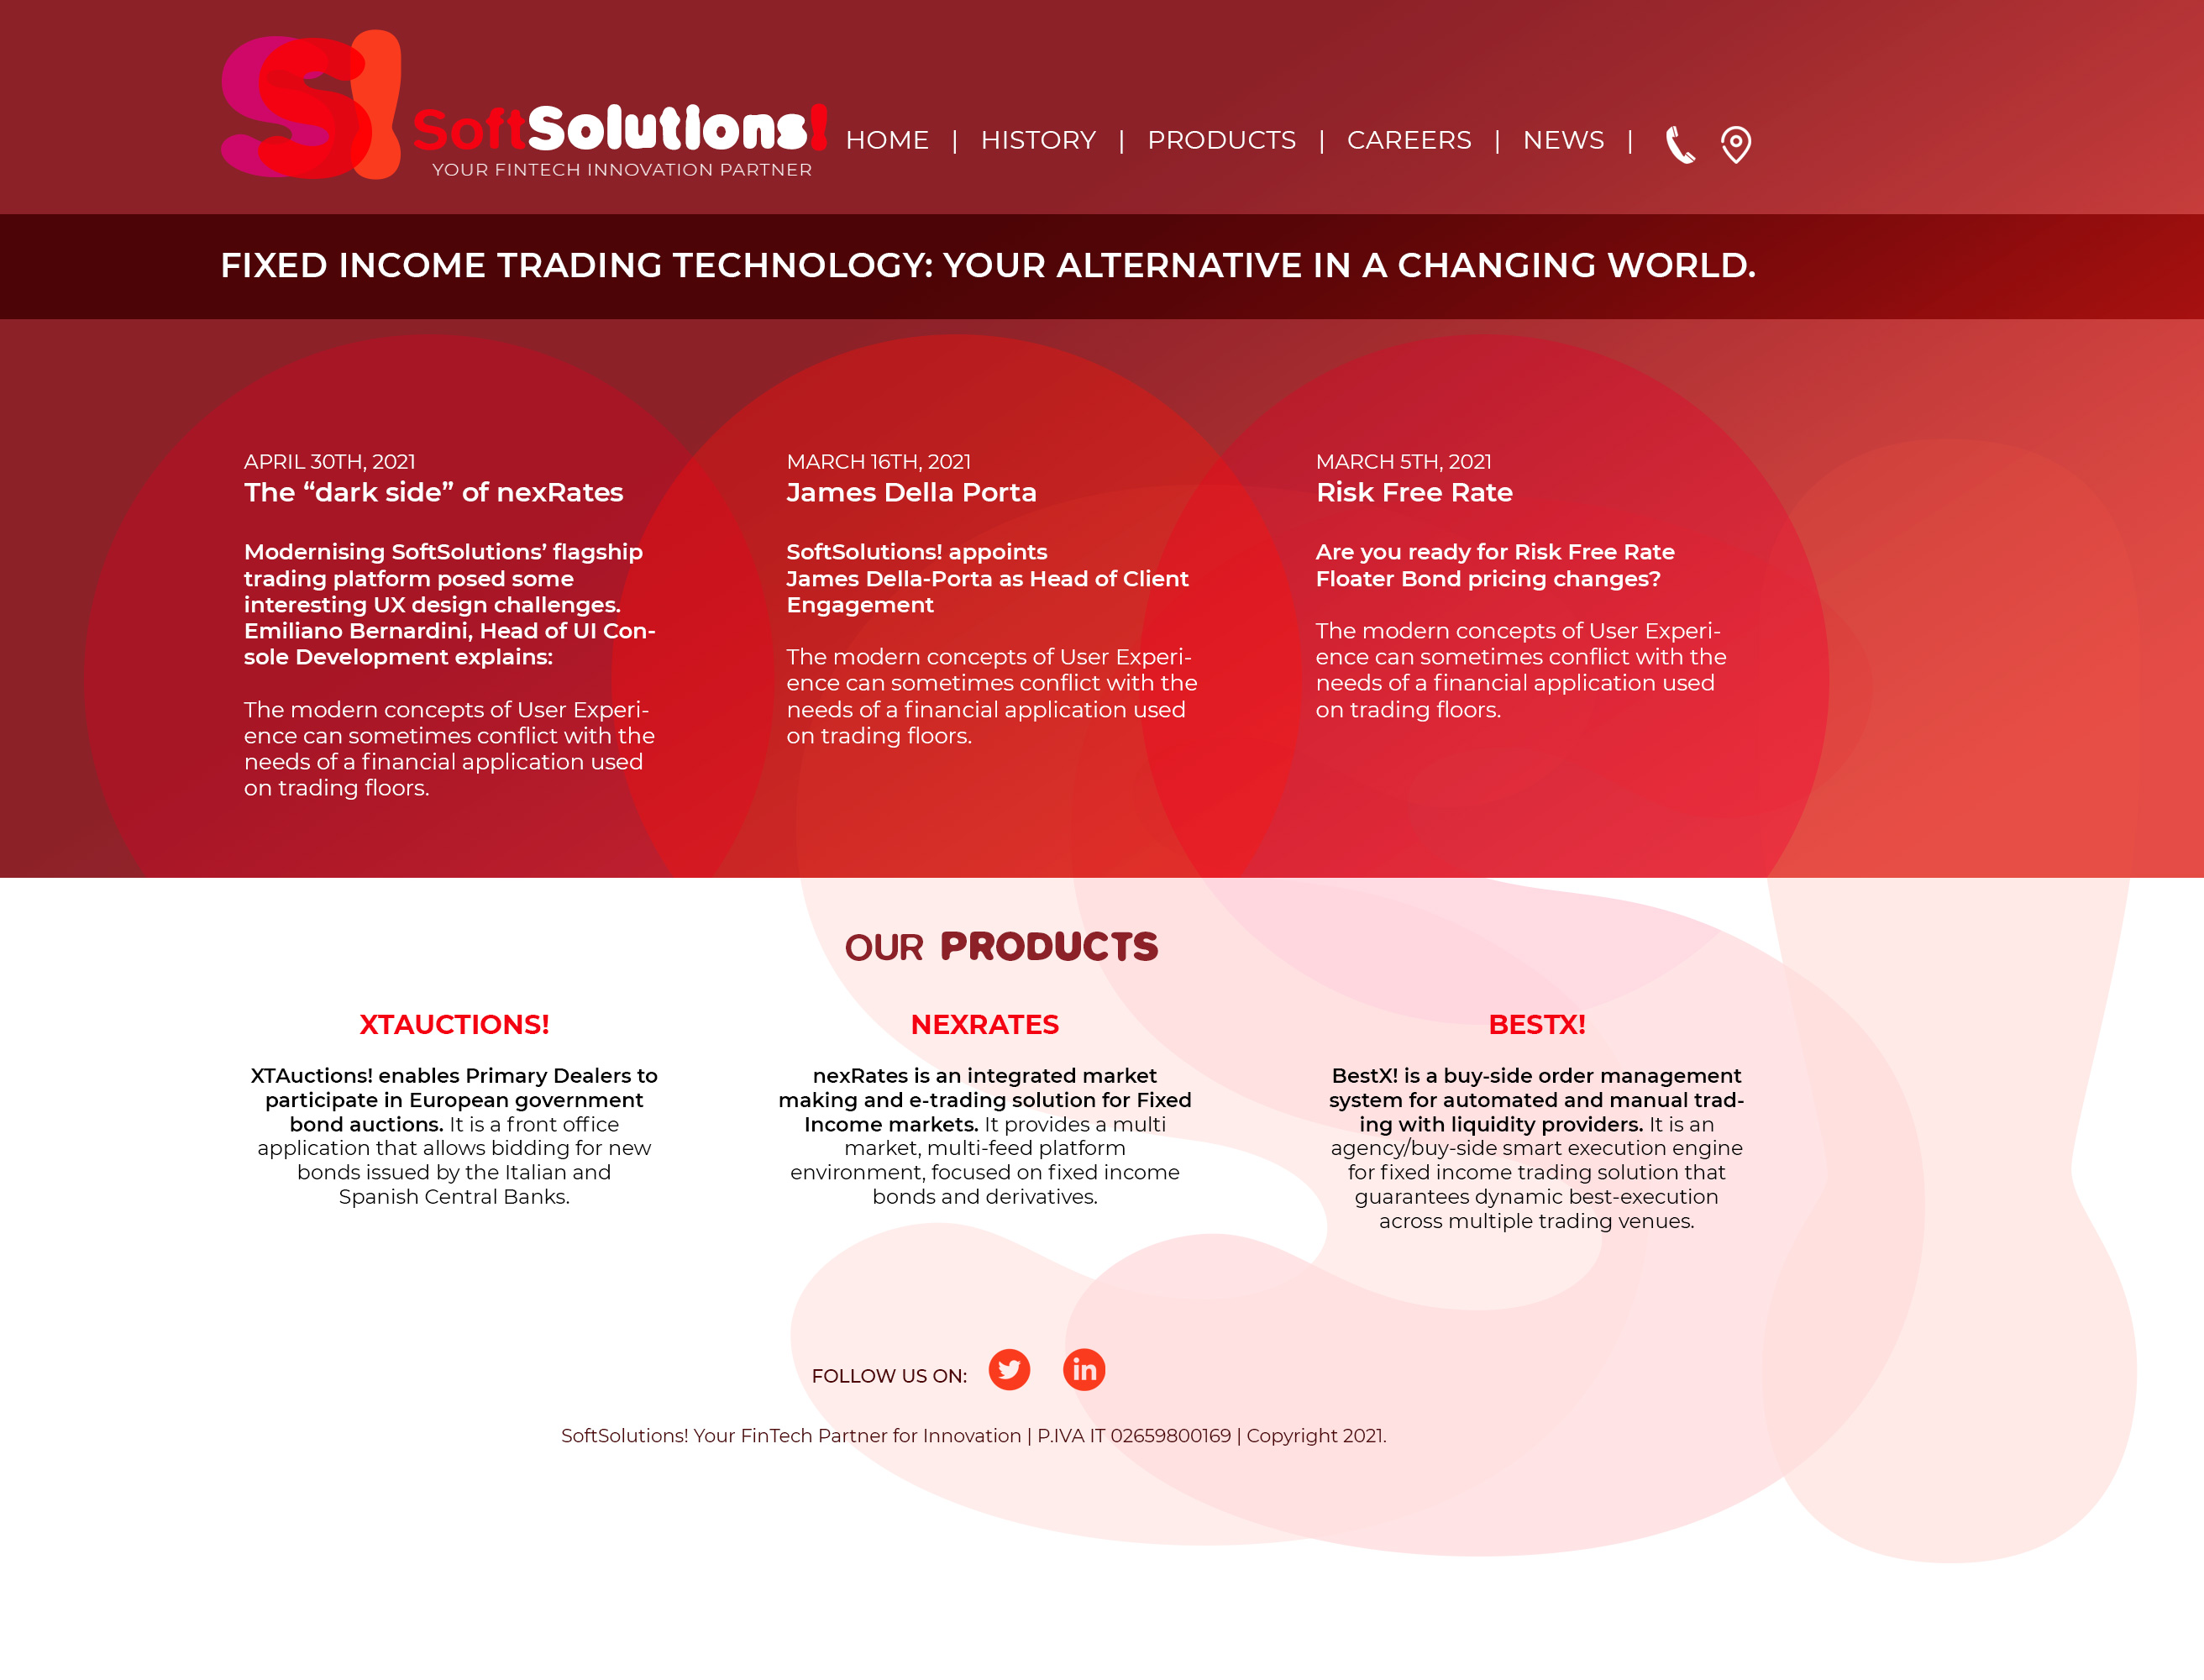 S!
SoftSolutions!
YOUR FINTECH INNOVATION PARTNER
HOME | HISTORY | PRODUCTS | CAREERS | NEWS |
FIXED INCOME TRADING TECHNOLOGY: YOUR ALTERNATIVE IN A CHANGING WORLD.
APRIL 30TH, 2021
The “dark side” of nexRates
Modernising SoftSolutions’ flagship
trading platform posed some
interesting UX design challenges.
Emiliano Bernardini, Head of UI Con-
sole Development explains:
The modern concepts of User Experi-
ence can sometimes conflict with the
needs of a financial application used
on trading floors.
MARCH 16TH, 2021
James Della Porta
SoftSolutions! appoints
James Della-Porta as Head of Client
Engagement
The modern concepts of User Experi-
ence can sometimes conflict with the
needs of a financial application used
on trading floors.
MARCH 5TH, 2021
Risk Free Rate
Are you ready for Risk Free Rate
Floater Bond pricing changes?
The modern concepts of User Experi-
ence can sometimes conflict with the
needs of a financial application used
on trading floors.
OUR PRODUCTS
XTAUCTIONS!
XTAuctions! enables Primary Dealers to
participate in European government
bond auctions. It is a front office
application that allows bidding for new
bonds issued by the Italian and
Spanish Central Banks.
NEXRATES
nexRates is an integrated market
making and e-trading solution for Fixed
Income markets. It provides a multi
market, multi-feed platform
environment, focused on fixed income
bonds and derivatives.
BESTX!
BestX! is a buy-side order management
system for automated and manual trad-
ing with liquidity providers. It is an
agency/buy-side smart execution engine
for fixed income trading solution that
guarantees dynamic best-execution
across multiple trading venues.
FOLLOW US ON:
in
SoftSolutions! Your FinTech Partner for Innovation | P.IVA IT 02659800169 | Copyright 2021.